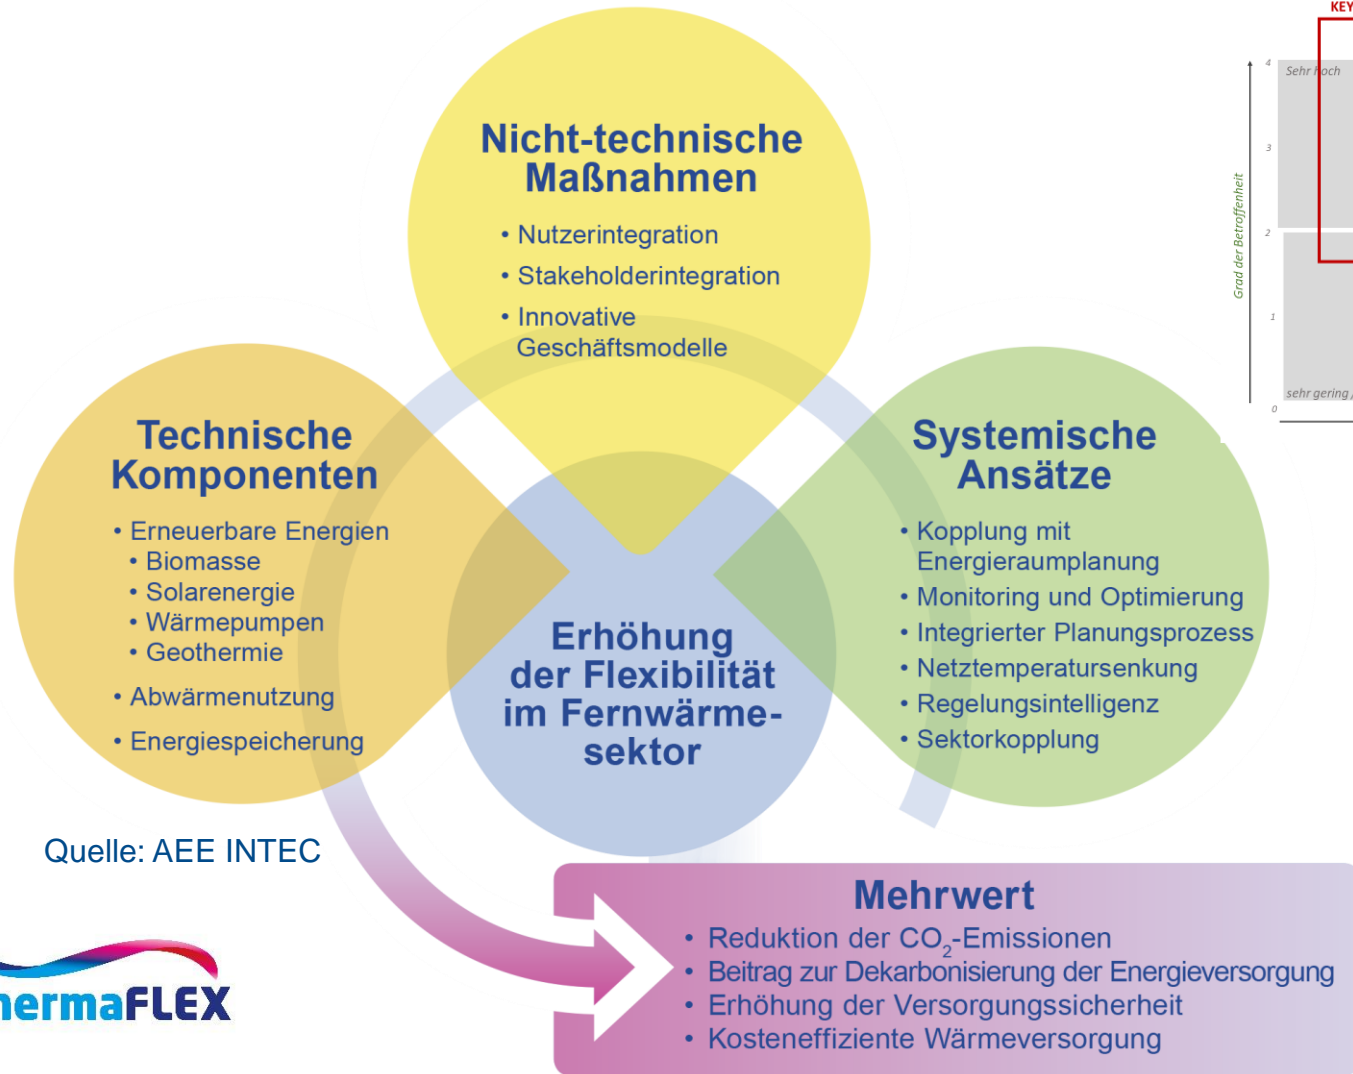 Nicht-technische
Maßnahmen
• Nutzerintegration
• Stakeholderintegration
• Innovative
Geschäftsmodelle
Technische
Komponenten
• Erneuerbare Energien
• Biomasse
• Solarenergie
• Wärmepumpen
• Geothermie
• Abwärmenutzung
• Energiespeicherung
Systemische
Ansätze
• Kopplung mit
Energieraumplanung
• Monitoring und Optimierung
• Integrierter Planungsprozess
• Netztemperatursenkung
• Regelungsintelligenz
• Sektorkopplung
Erhöhung
der Flexibilität
im Fernwärme-
sektor
Mehrwert
• Reduktion der CO₂-Emissionen
• Beitrag zur Dekarbonisierung der Energieversorgung
• Erhöhung der Versorgungssicherheit
• Kosteneffiziente Wärmeversorgung
Quelle: AEE INTEC
hermaFLEX
KEY
4
Sehr hoch
3
2
1
sehr gering /
0
Grad der Betroffenheit